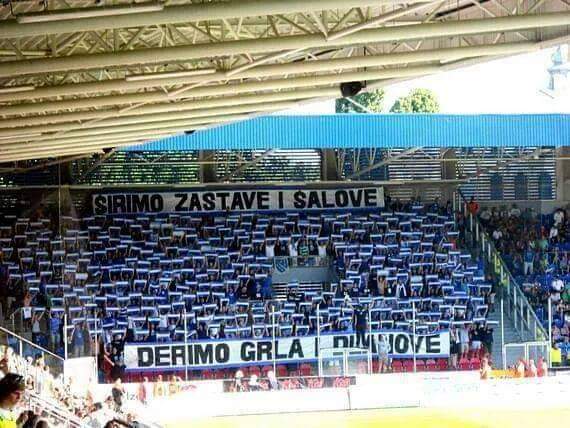 ŠIRIMO ZASTAVE I ŠALOVE
DERIMO GRLA I DIMOVE